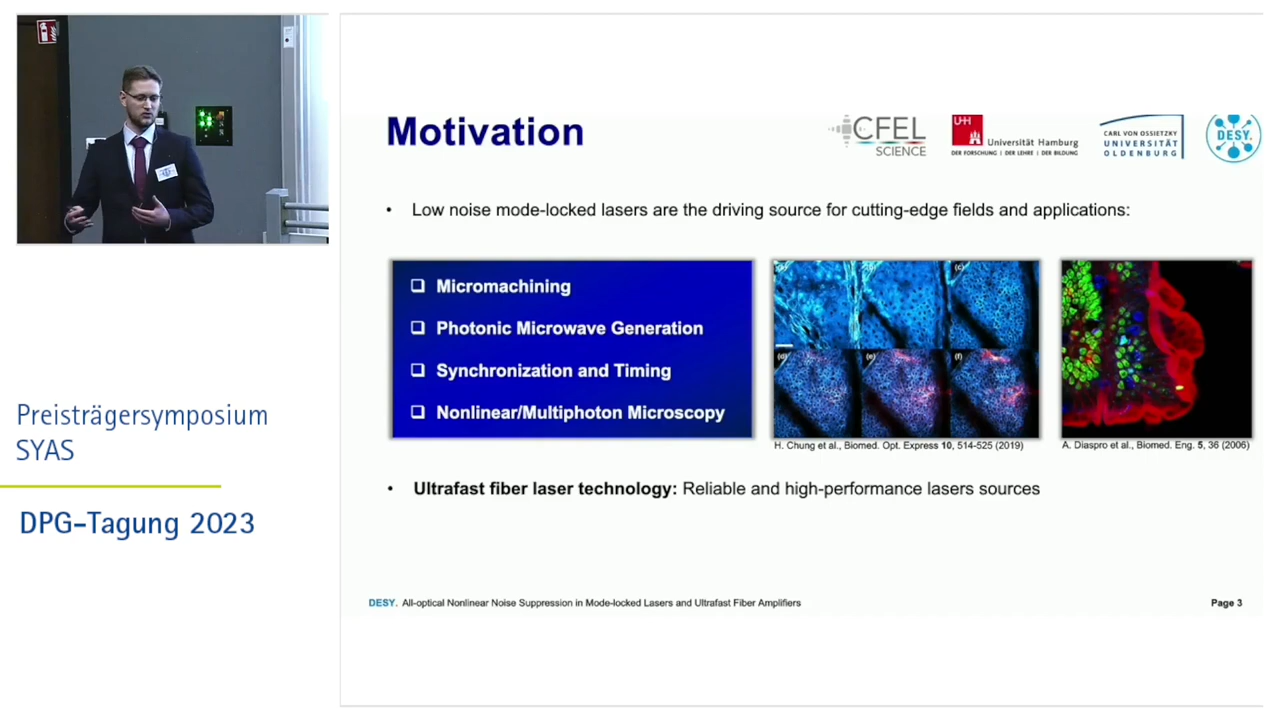 Motivation
CFEL
SCIENCE
UH
Universität Hamburg
DER FORSCHUNG | DER LEHRE | DER BILDUNG
CARL VON OSSIETZKY
UNIVERSITÄT
OLDENBURG
DESY.
• Low noise mode-locked lasers are the driving source for cutting-edge fields and applications:
❑ Micromachining
❑ Photonic Microwave Generation
❑ Synchronization and Timing
❑ Nonlinear/Multiphoton Microscopy
(c)
(d) (e) (f)
H. Chung et al., Biomed. Opt. Express 10, 514-525 (2019)
A. Diaspro et al., Biomed. Eng. 5, 36 (2006)
• Ultrafast fiber laser technology: Reliable and high-performance lasers sources
DESY. All-optical Nonlinear Noise Suppression in Mode-locked Lasers and Ultrafast Fiber Amplifiers
Page 3
Preisträgersymposium
SYAS
DPG-Tagung 2023